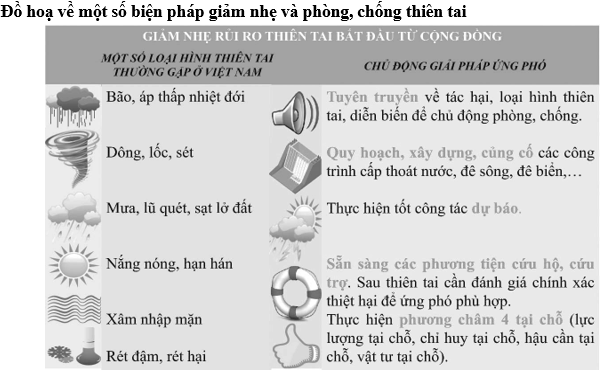 Đồ hoạ về một số biện pháp giảm nhẹ và phòng, chống thiên tai
GIẢM NHẸ RỦI RO THIÊN TAI BẮT ĐẦU TỪ CỘNG ĐỒNG
MỘT SỐ LOẠI HÌNH THIÊN TAI
THƯỜNG GẶP Ở VIỆT NAM
Bão, áp thấp nhiệt đới
Dông, lốc, sét
Mưa, lũ quét, sạt lở đất
Nắng nóng, hạn hán
Xâm nhập mặn
Rét đậm, rét hại
CHỦ ĐỘNG GIẢI PHÁP ỨNG PHÓ
Tuyên truyền về tác hại, loại hình thiên
tai, diễn biến để chủ động phòng, chống.
Quy hoạch, xây dựng, củng cố các công
trình cấp thoát nước, đê sông, đê biển,…
Thực hiện tốt công tác dự báo.
Sẵn sàng các phương tiện cứu hộ, cứu
trợ. Sau thiên tai cần đánh giá chính xác
thiệt hại để ứng phó phù hợp.
Thực hiện phương châm 4 tại chỗ (lực
lượng tại chỗ, chỉ huy tại chỗ, hậu cần tại
chỗ, vật tư tại chỗ).